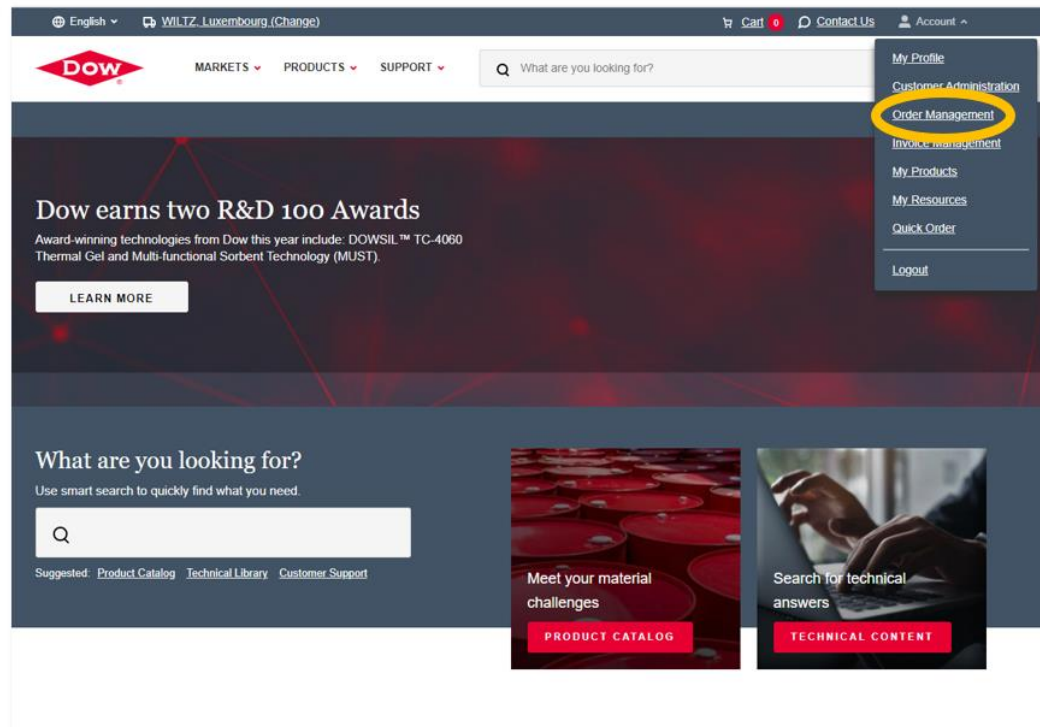 English
WILTZ, Luxembourg (Change)
Cart 0
Contact Us
Account
DOW
MARKETS
PRODUCTS
SUPPORT
What are you looking for?
My Profile
Customer Administration
Order Management
Invoice Management
My Products
My Resources
Quick Order
Logout
Dow earns two R&D 100 Awards
Award-winning technologies from Dow this year include: DOWSIL™ TC-4060
Thermal Gel and Multi-functional Sorbent Technology (MUST).
LEARN MORE
What are you looking for?
Use smart search to quickly find what you need.
Suggested: Product Catalog Technical Library Customer Support
Meet your material
challenges
PRODUCT CATALOG
Search for technical
answers
TECHNICAL CONTENT